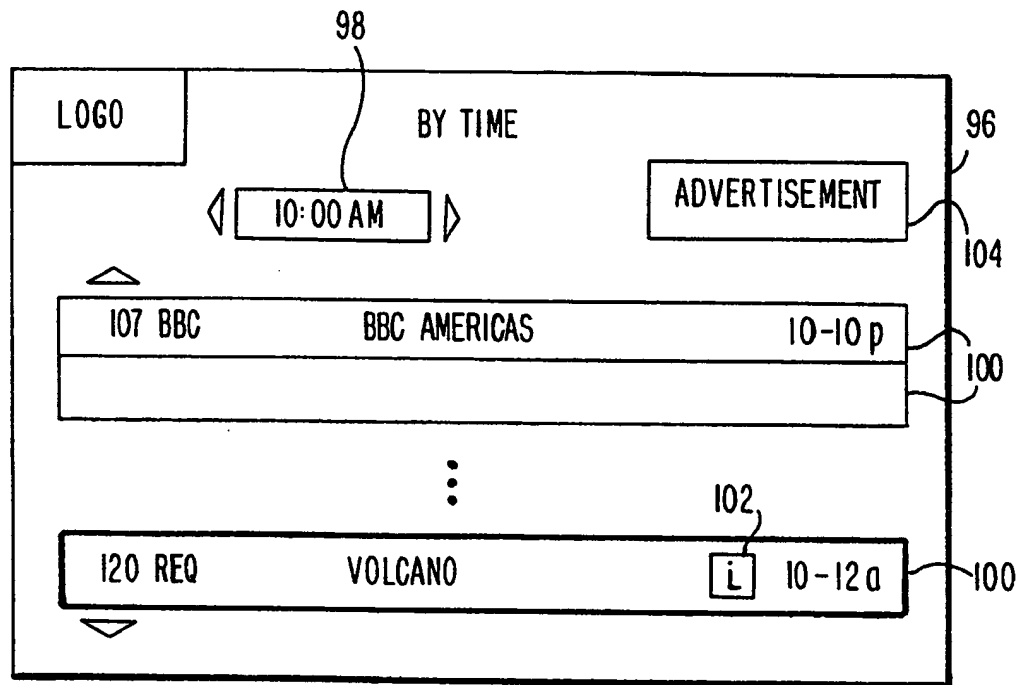 98
LOGO
BY TIME
96
10:00 AM
ADVERTISEMENT
104
107 BBC BBC AMERICAS 10-10 p
100
102
120 REQ VOLCANO i 10-12a
100